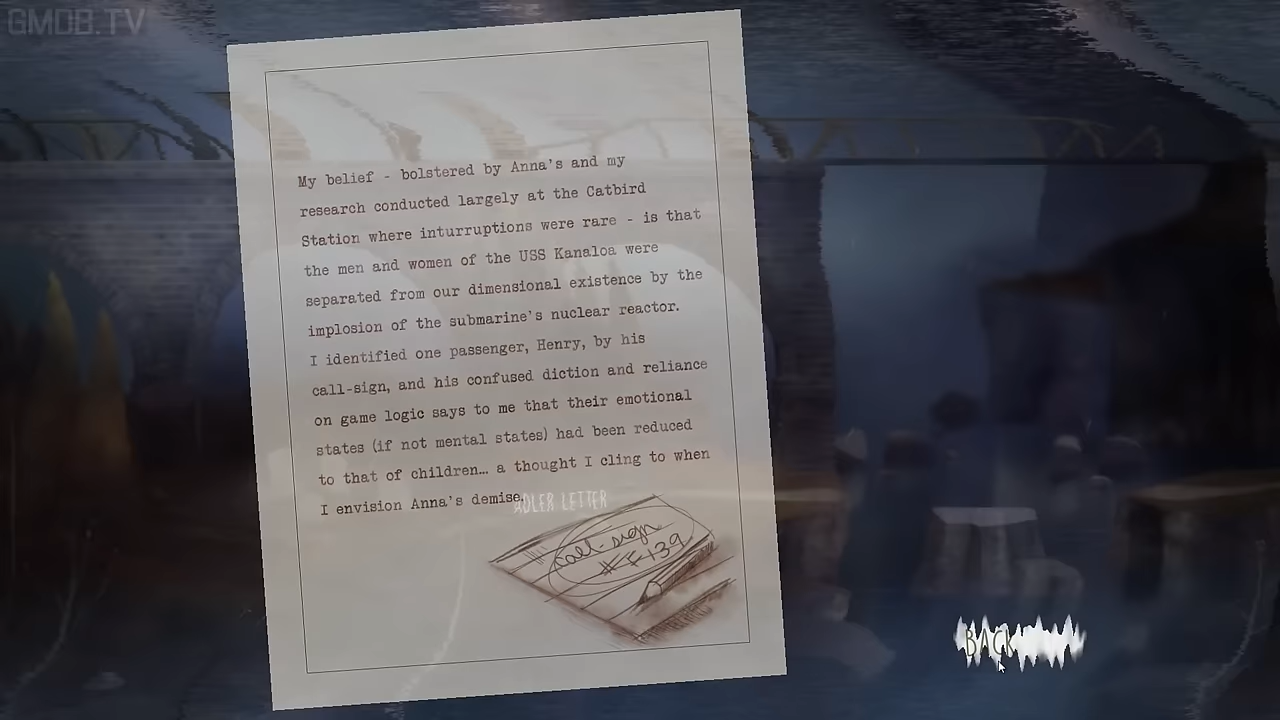 GMDB.TV
My belief - bolstered by Anna's and my
research conducted largely at the Catbird
Station where inturruptions were rare - is that
the men and women of the USS Kanaloa were
separated from our dimensional existence by the
implosion of the submarine's nuclear reactor.
I identified one passenger, Henry, by his
call-sign, and his confused diction and reliance
on game logic says to me that their emotional
states (if not mental states) had been reduced
to that of children… a thought I cling to when
I envision Anna's demise.
ADLER LETTER
call-sign
#F-139
BACK